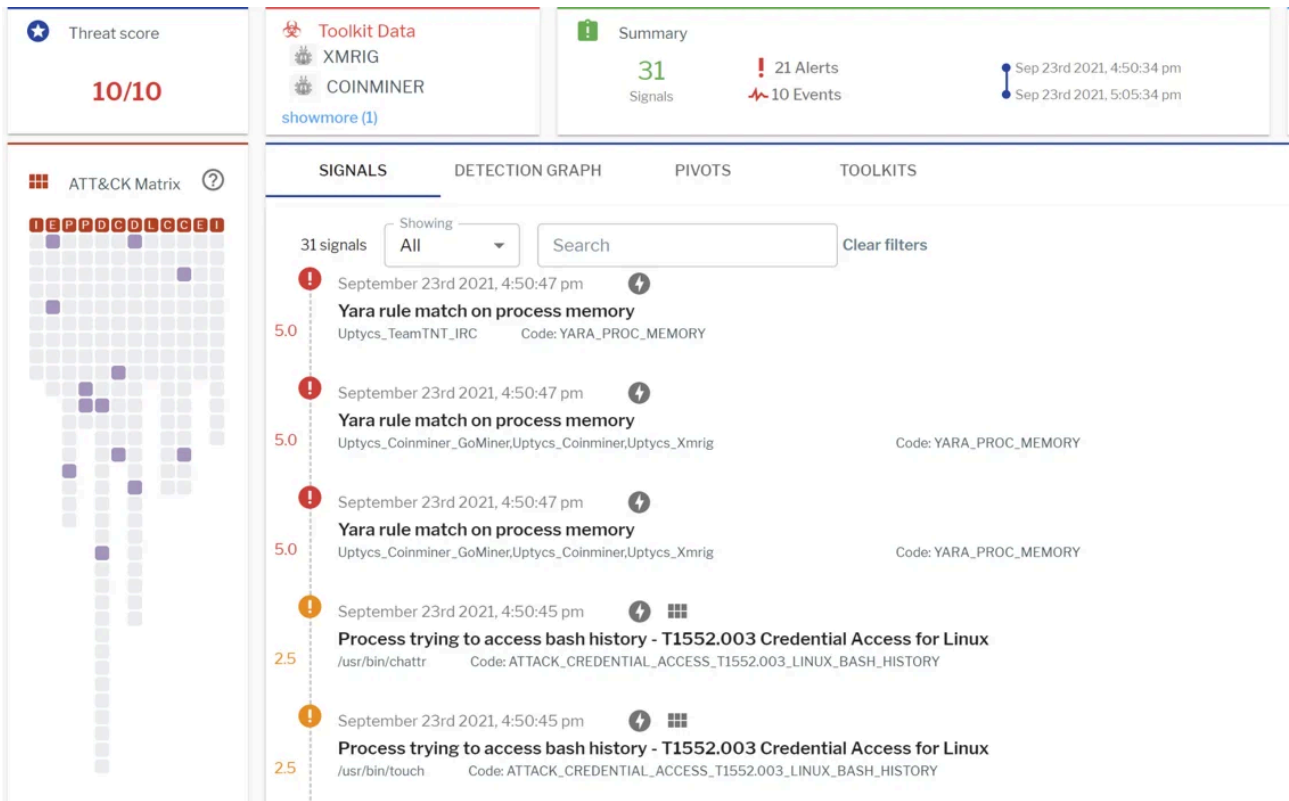 Threat score
10/10
Toolkit Data
XMRIG
COINMINER
showmore (1)
Summary
31
Signals
21 Alerts
10 Events
Sep 23rd 2021, 4:50:34 pm
Sep 23rd 2021, 5:05:34 pm
ATT&CK Matrix
I E P P D C D L C C E I
SIGNALS DETECTION GRAPH PIVOTS TOOLKITS
31 signals
Showing
All
Search
Clear filters
September 23rd 2021, 4:50:47 pm
Yara rule match on process memory
5.0
Uptycs_TeamTNT_IRC Code: YARA_PROC_MEMORY
September 23rd 2021, 4:50:47 pm
Yara rule match on process memory
5.0
Uptycs_Coinminer_GoMiner,Uptycs_Coinminer,Uptycs_Xmrig Code: YARA_PROC_MEMORY
September 23rd 2021, 4:50:47 pm
Yara rule match on process memory
5.0
Uptycs_Coinminer_GoMiner,Uptycs_Coinminer,Uptycs_Xmrig Code: YARA_PROC_MEMORY
September 23rd 2021, 4:50:45 pm
Process trying to access bash history - T1552.003 Credential Access for Linux
2.5
/usr/bin/chattr Code: ATTACK_CREDENTIAL_ACCESS_T1552.003_LINUX_BASH_HISTORY
September 23rd 2021, 4:50:45 pm
Process trying to access bash history - T1552.003 Credential Access for Linux
2.5
/usr/bin/touch Code: ATTACK_CREDENTIAL_ACCESS_T1552.003_LINUX_BASH_HISTORY